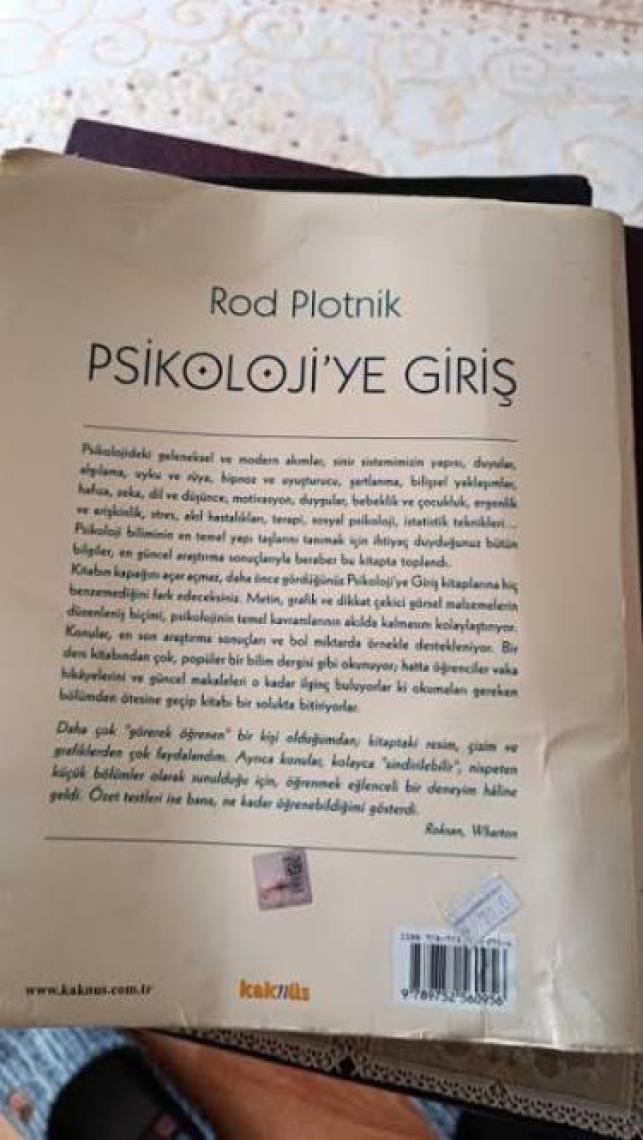 Rod Plotnik
PSİKOLOJİ'YE GİRİŞ
Psikolojideki geleneksel ve modern akımlar, sinir sistemimizin yapısı, duyular,
algılama, uyku ve rüya, hipnoz ve uyuşturucu, şartlanma, bilişsel yaklaşımlar,
hafıza, zeka, dil ve düşünce, motivasyon, duygular, bebeklik ve çocukluk, ergenlik
ve erişkinlik, stres, akıl hastalıkları, terapi, sosyal psikoloji, istatistik teknikleri...
Psikoloji biliminin en temel yapı taşlarını tanımak için ihtiyaç duyduğunuz bütün
bilgiler, en güncel araştırma sonuçlarıyla beraber bu kitapta toplandı.
Kitabın kapağını açar açmaz, daha önce gördüğünüz Psikoloji'ye Giriş kitaplarına hiç
benzemediğini fark edeceksiniz. Metin, grafik ve dikkat çekici görsel malzemelerin
düzenleniş biçimi, psikolojinin temel kavramlarının akılda kalmasını kolaylaştırıyor.
Konular, en son araştırma sonuçları ve bol miktarda örnekle destekleniyor. Bir
ders kitabından çok, popüler bir bilim dergisi gibi okunuyor; hatta öğrenciler vaka
hikâyelerini ve güncel makaleleri o kadar ilginç buluyorlar ki okumaları gereken
bölümden ötesine geçip kitabı bir solukta bitiriyorlar.
Daha çok "görerek öğrenen" bir kişi olduğumdan; kitaptaki resim, çizim ve
grafiklerden çok faydalandım. Ayrıca konular, kolayca "sindirilebilir", nispeten
küçük bölümler olarak sunulduğu için, öğrenmek eğlenceli bir deneyim hâline
geldi. Özet testleri ise bana, ne kadar öğrenebildiğimi gösterdi.
Roksan, Wharton
ISBN
www.kaknus.com.tr
kaknüs
9 789752 560956